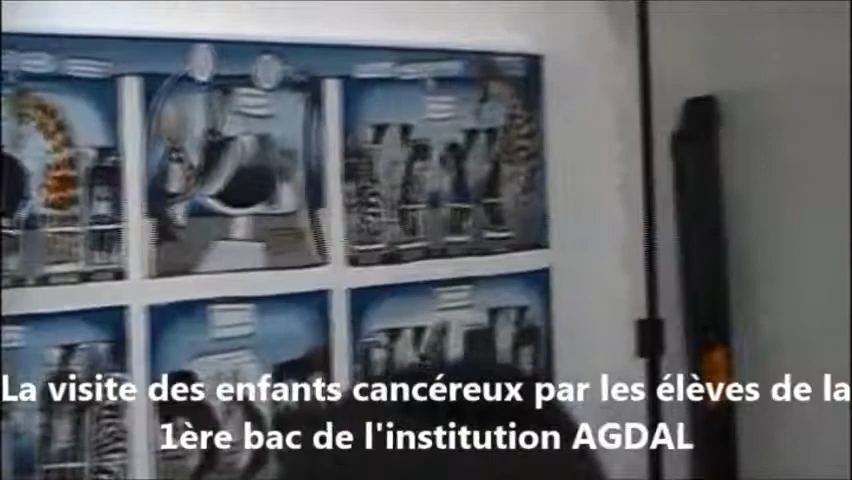 La visite des enfants cancéreux par les élèves de la
1ère bac de l'institution AGDAL